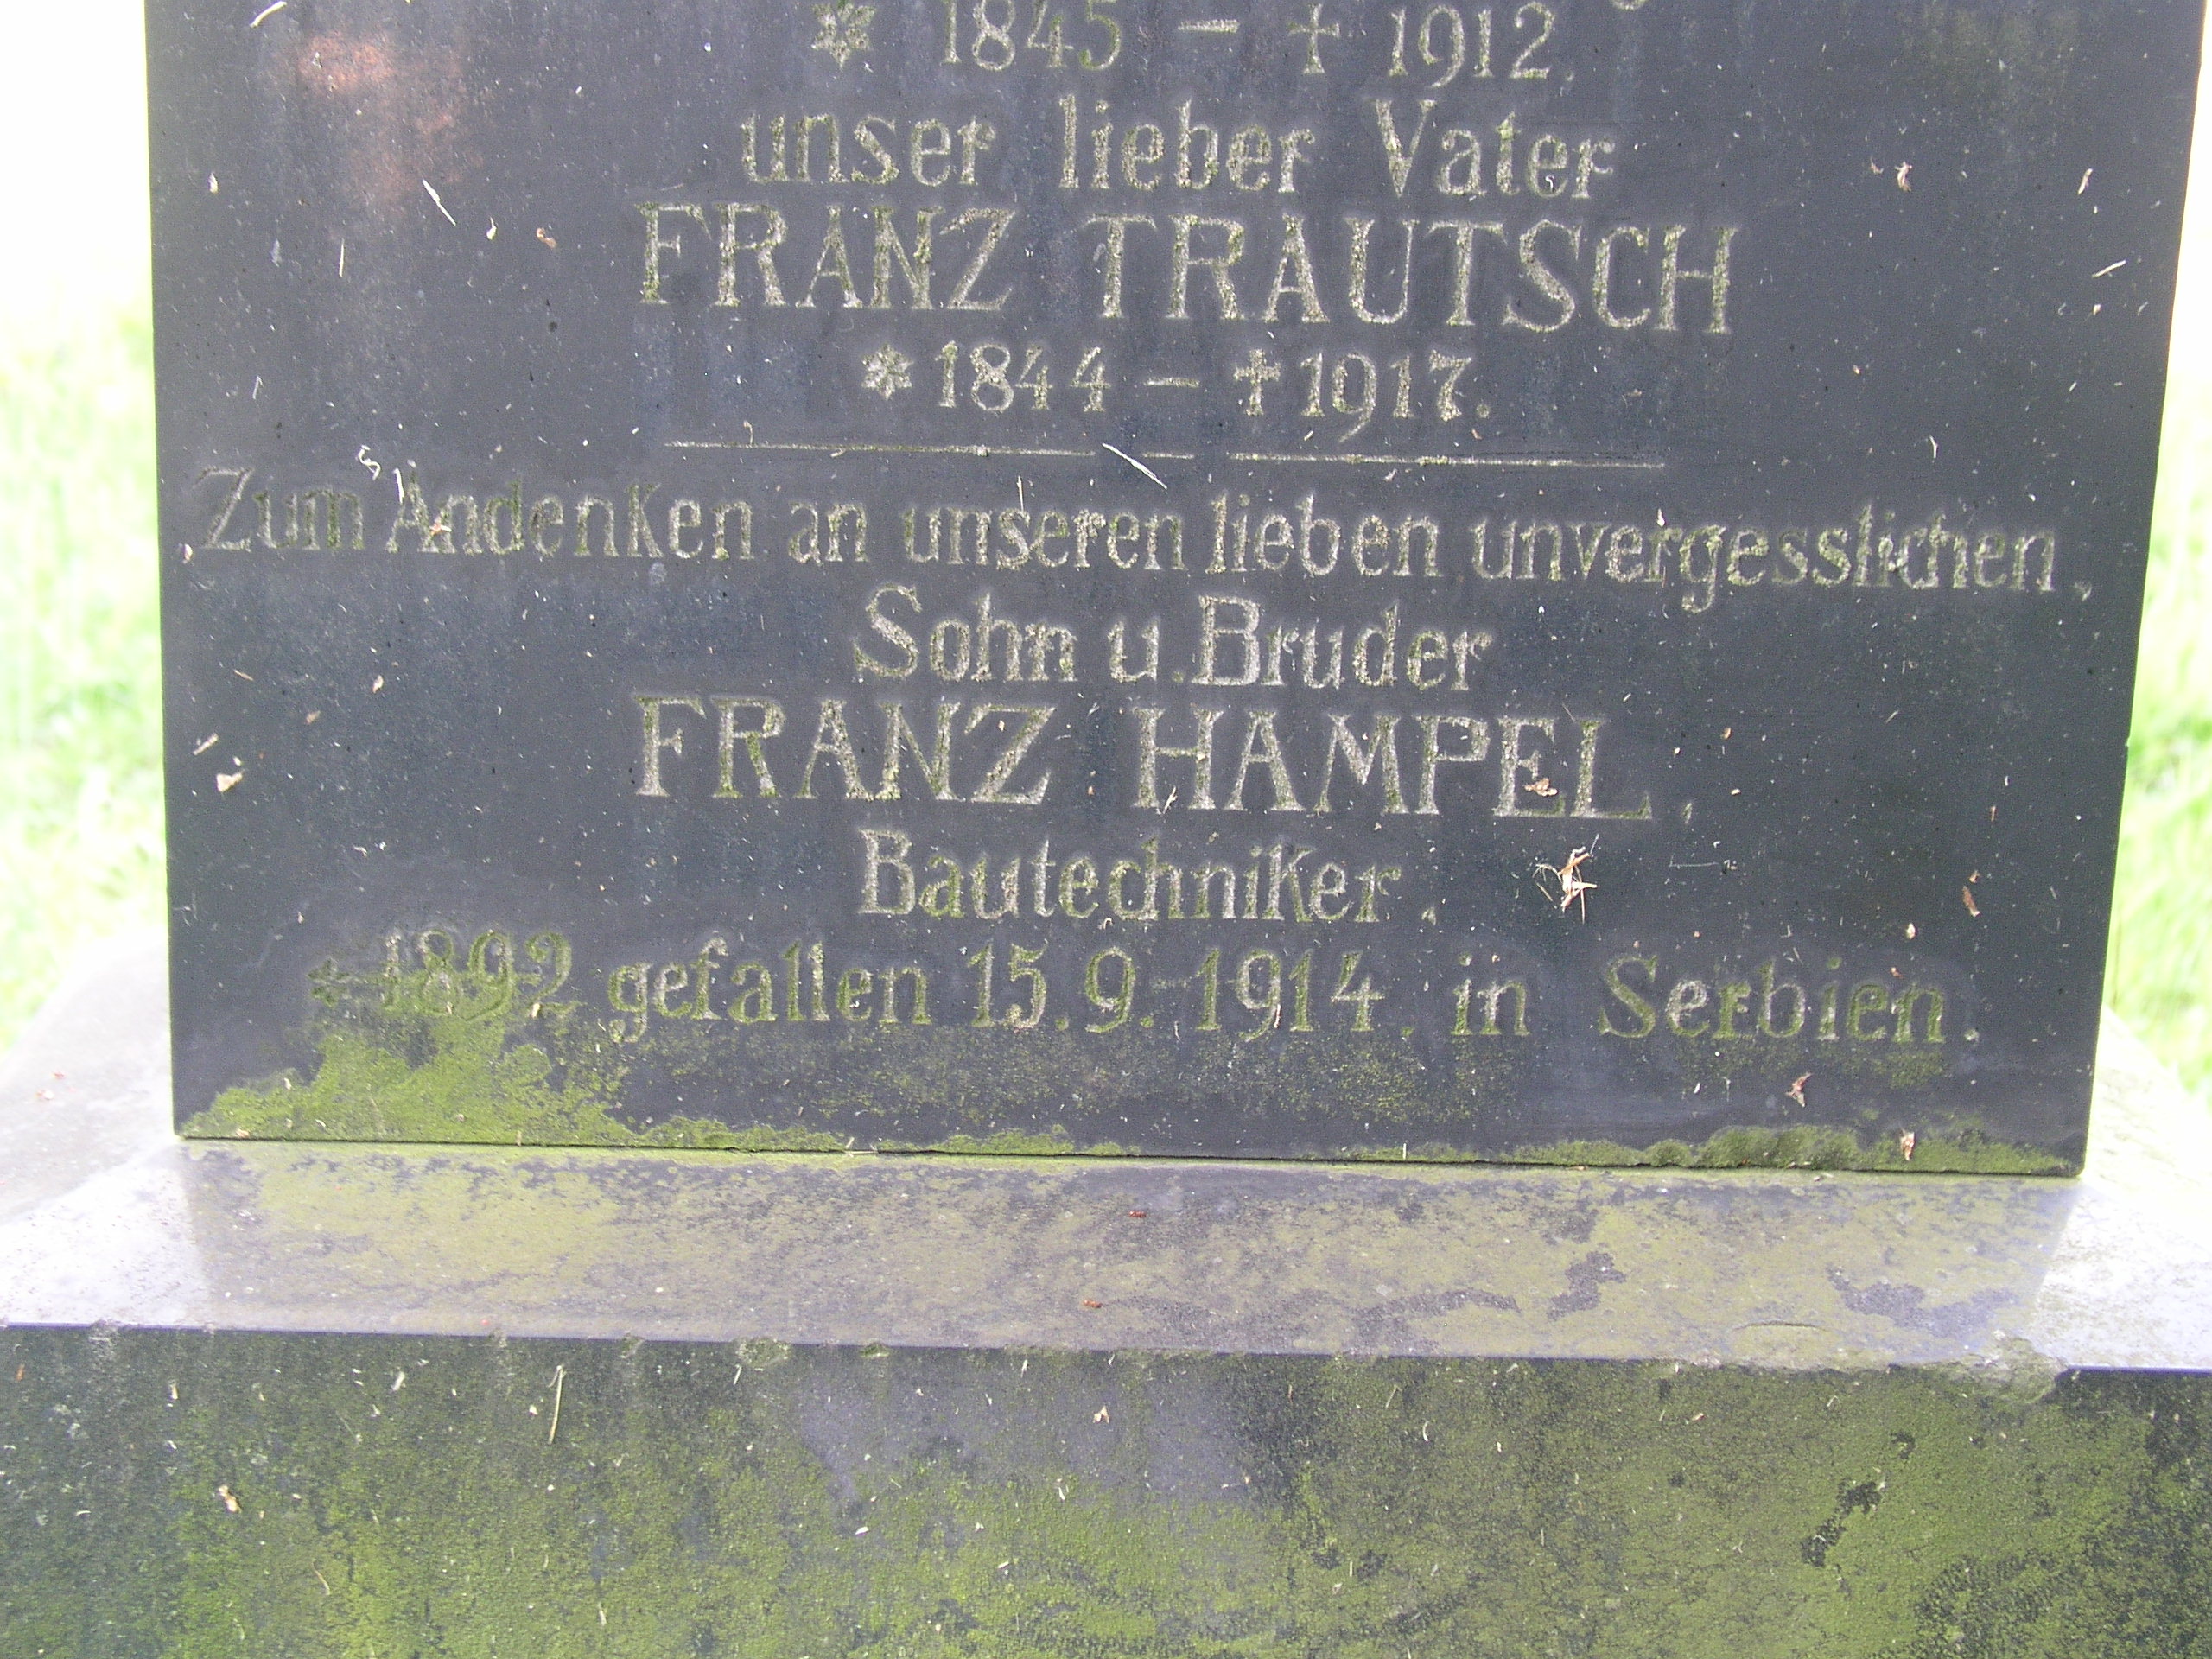 * 1845 - † 1912.
unser lieber Vater
FRANZ TRAUTSCH
* 1844 - † 1917.
Zum Andenken an unseren lieben unvergesslichen,
Sohn u. Bruder
FRANZ HAMPEL,
Bautechniker.
* 1892 gefallen 15.9.1914. in Serbien.